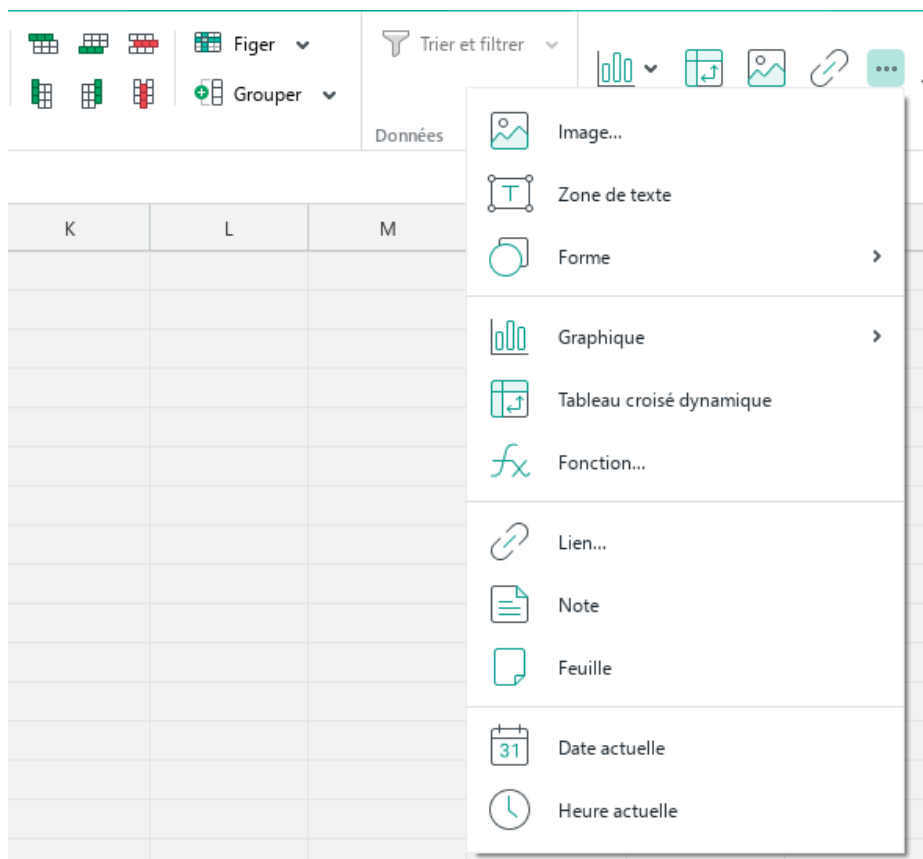 Figer
Trier et filtrer
Grouper
Données
K
L
M
Image...
T
Zone de texte
Forme
Graphique
Tableau croisé dynamique
fx
Fonction...
Lien...
Note
Feuille
31
Date actuelle
Heure actuelle